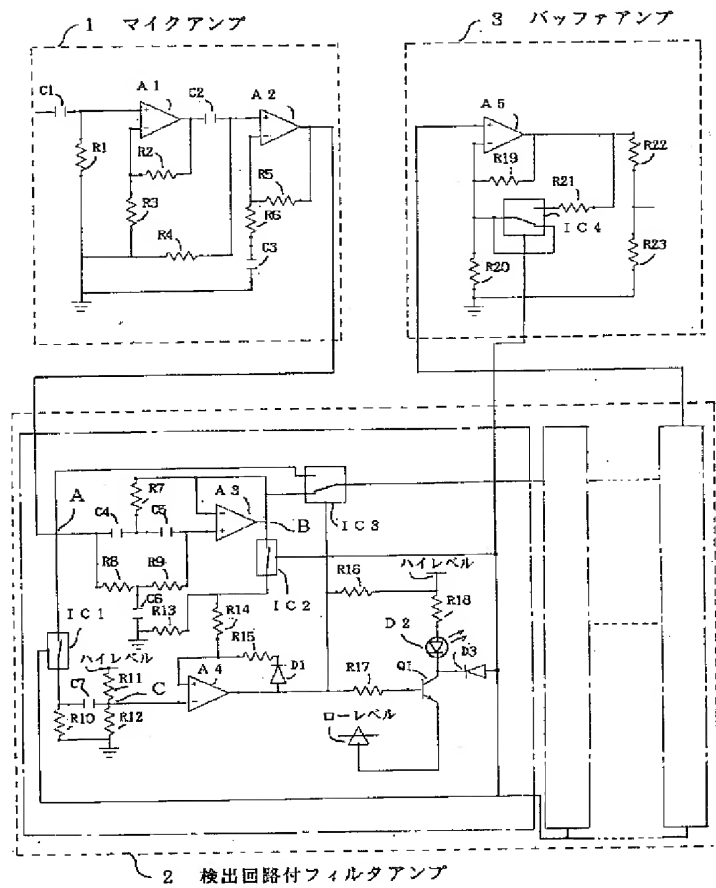 1 マイクアンプ
3 バッファアンプ
C1
A1
C2
A2
R1
R2
R3
R4
R5
R6
C3
A5
R19
R21
R22
IC4
R20
R23
A
R7
A3
C4
C5
B
IC3
R8
R9
C6
R13
IC2
R14
R15
D1
R16
ハイレベル
R18
D2
D3
IC1
ハイレベル
C7
R11
C
A4
R17
Q1
R10
R12
ローレベル
2 検出回路付フィルタアンプ